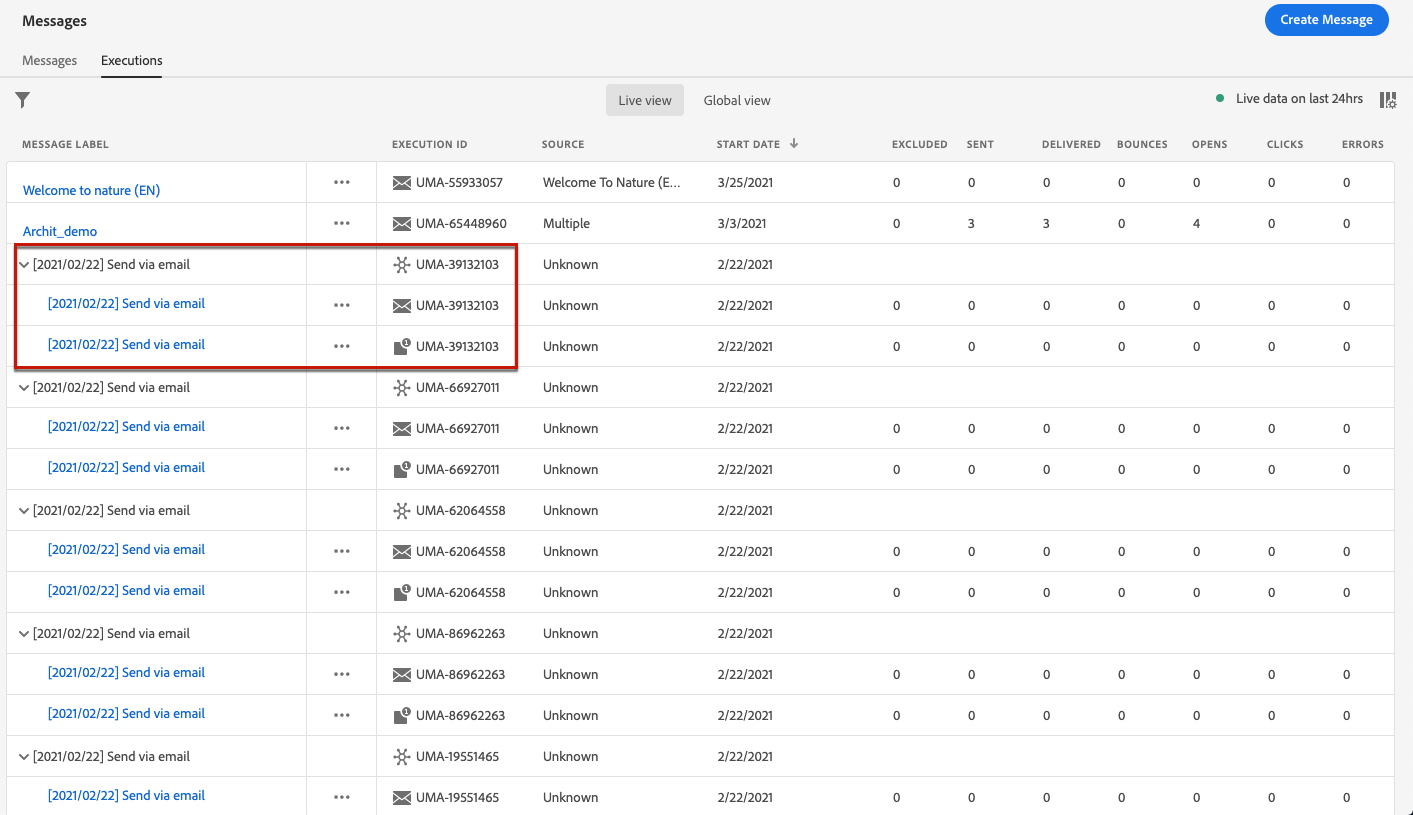 Messages
Create Message
Messages Executions
Live view Global view Live data on last 24hrs
MESSAGE LABEL EXECUTION ID SOURCE START DATE EXCLUDED SENT DELIVERED BOUNCES OPENS CLICKS ERRORS
Welcome to nature (EN) ••• UMA-55933057 Welcome To Nature (E... 3/25/2021 0 0 0 0 0 0 0
Archit_demo ••• UMA-65448960 Multiple 3/3/2021 0 3 3 0 4 0 0
[2021/02/22] Send via email UMA-39132103 Unknown 2/22/2021
[2021/02/22] Send via email ••• UMA-39132103 Unknown 2/22/2021 0 0 0 0 0 0 0
[2021/02/22] Send via email ••• 1 UMA-39132103 Unknown 2/22/2021 0 0 0 0 0 0 0
[2021/02/22] Send via email UMA-66927011 Unknown 2/22/2021
[2021/02/22] Send via email ••• UMA-66927011 Unknown 2/22/2021 0 0 0 0 0 0 0
[2021/02/22] Send via email ••• 1 UMA-66927011 Unknown 2/22/2021 0 0 0 0 0 0 0
[2021/02/22] Send via email UMA-62064558 Unknown 2/22/2021
[2021/02/22] Send via email ••• UMA-62064558 Unknown 2/22/2021 0 0 0 0 0 0 0
[2021/02/22] Send via email ••• 1 UMA-62064558 Unknown 2/22/2021 0 0 0 0 0 0 0
[2021/02/22] Send via email UMA-86962263 Unknown 2/22/2021
[2021/02/22] Send via email ••• UMA-86962263 Unknown 2/22/2021 0 0 0 0 0 0 0
[2021/02/22] Send via email ••• 1 UMA-86962263 Unknown 2/22/2021 0 0 0 0 0 0 0
[2021/02/22] Send via email UMA-19551465 Unknown 2/22/2021
[2021/02/22] Send via email ••• UMA-19551465 Unknown 2/22/2021 0 0 0 0 0 0 0